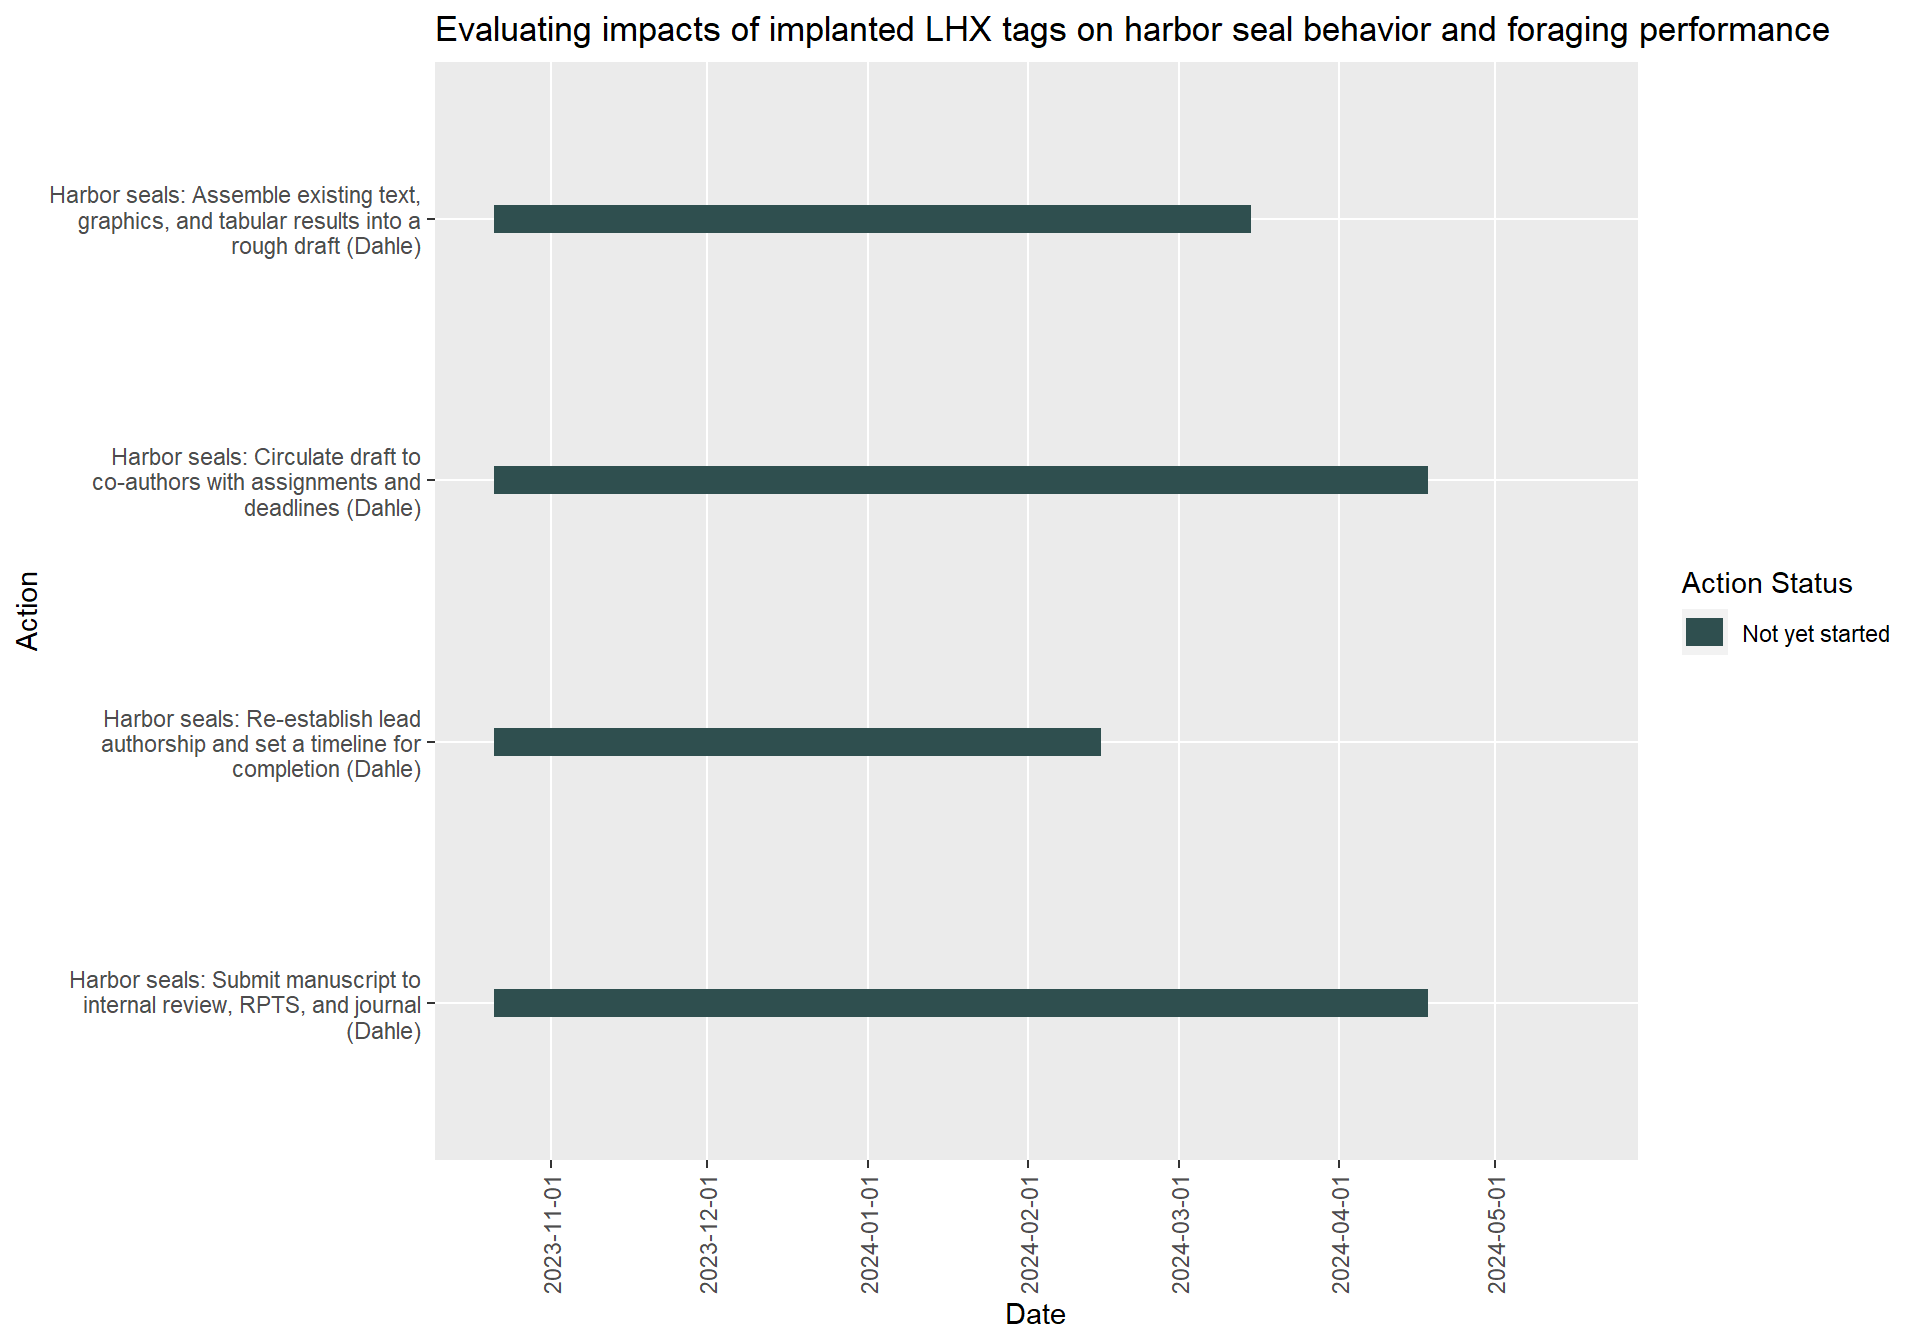 Evaluating impacts of implanted LHX tags on harbor seal behavior and foraging performance
Action
Harbor seals: Assemble existing text,
graphics, and tabular results into a
rough draft (Dahle)
Harbor seals: Circulate draft to
co-authors with assignments and
deadlines (Dahle)
Harbor seals: Re-establish lead
authorship and set a timeline for
completion (Dahle)
Harbor seals: Submit manuscript to
internal review, RPTS, and journal
(Dahle)
2023-11-01
2023-12-01
2024-01-01
2024-02-01
2024-03-01
2024-04-01
2024-05-01
Date
Action Status
Not yet started